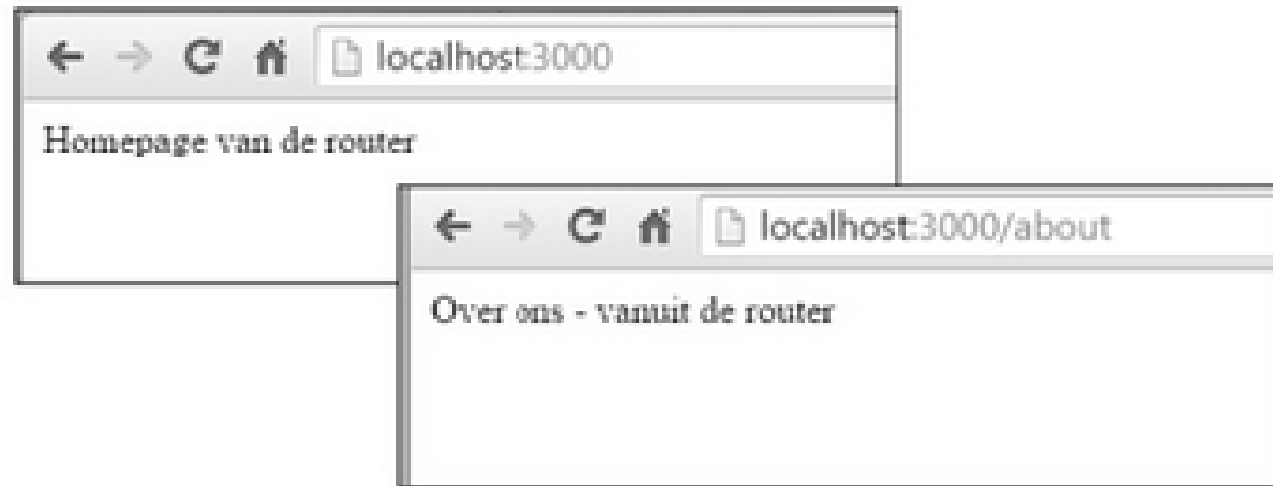 localhost:3000
Homepage van de router
localhost:3000/about
Over ons - vanuit de router